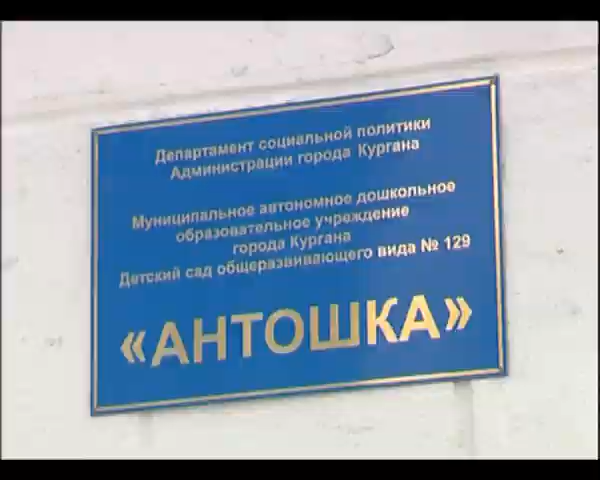 Департамент социальной политики
Администрации города Кургана
Муниципальное автономное дошкольное
образовательное учреждение
города Кургана
Детский сад общеразвивающего вида № 129
«АНТОШКА»